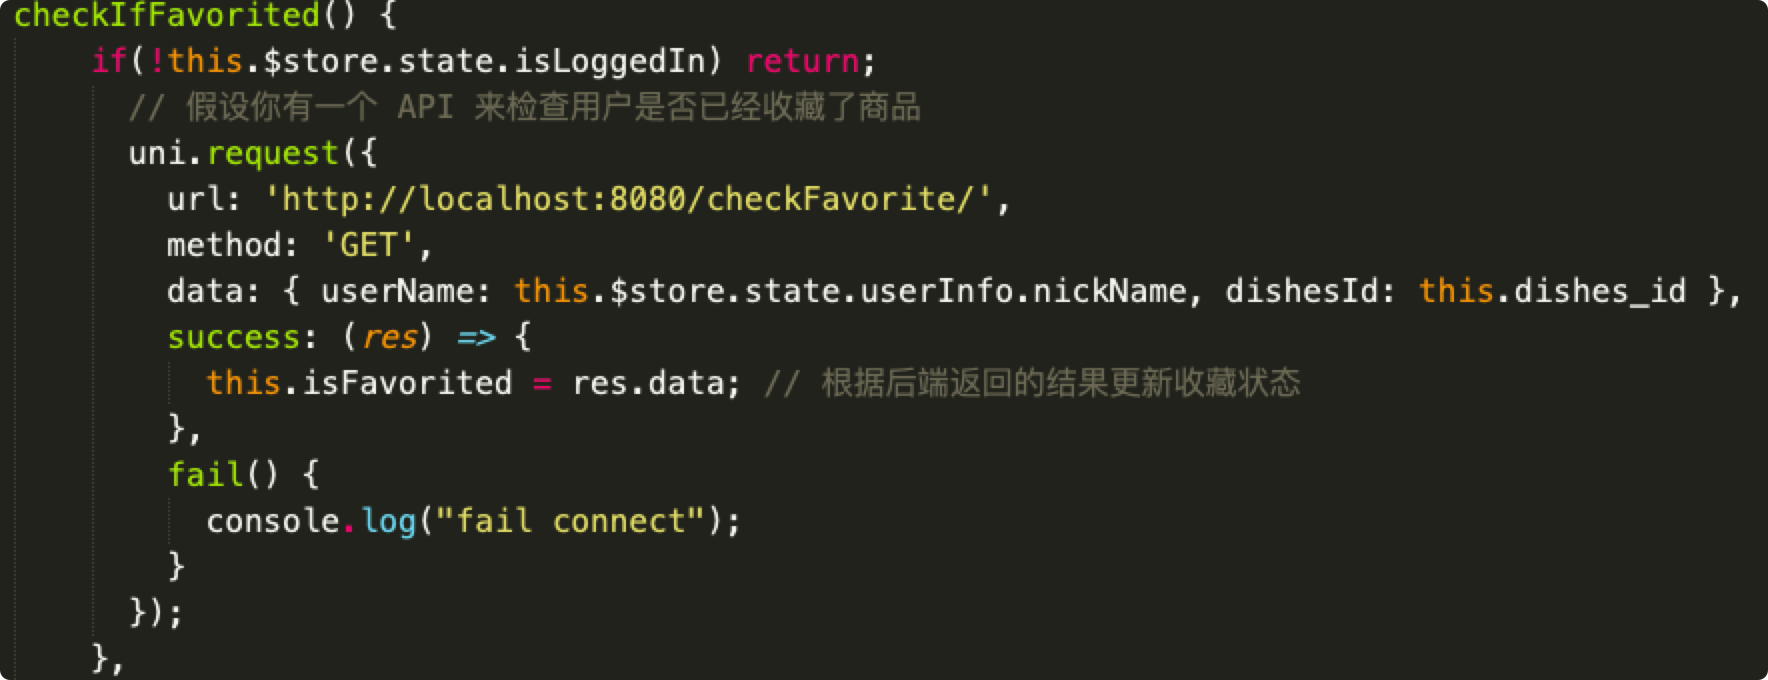 checkIfFavorited() {
if(!this.$store.state.isLoggedIn) return;
// 假设你有一个 API 来检查用户是否已经收藏了商品
uni.request({
url: 'http://localhost:8080/checkFavorite/',
method: 'GET',
data: { userName: this.$store.state.userInfo.nickName, dishesId: this.dishes_id },
success: (res) => {
this.isFavorited = res.data; // 根据后端返回的结果更新收藏状态
},
fail() {
console.log("fail connect");
}
});
},